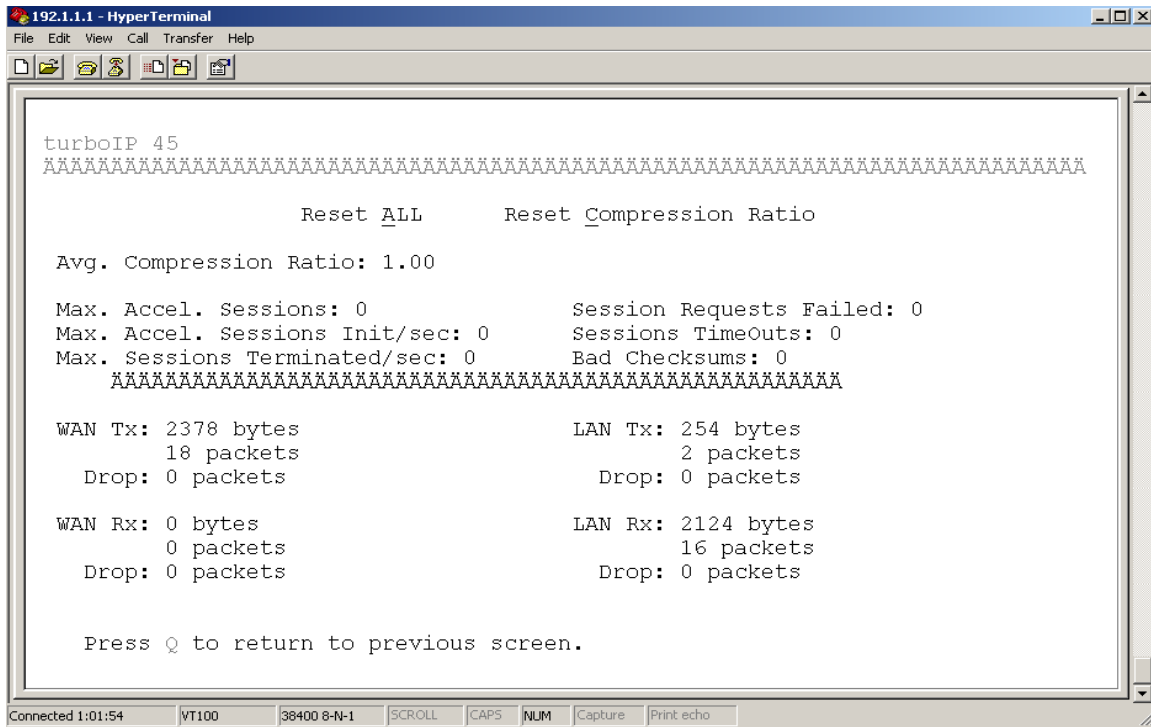 192.1.1.1 - HyperTerminal
File Edit View Call Transfer Help
turboIP 45
ÄÄÄÄÄÄÄÄÄÄÄÄÄÄÄÄÄÄÄÄÄÄÄÄÄÄÄÄÄÄÄÄÄÄÄÄÄÄÄÄÄÄÄÄÄÄÄÄÄÄÄÄÄÄÄÄÄÄÄÄÄÄÄÄÄÄÄÄÄÄÄÄÄÄÄÄÄ
Reset ALL Reset Compression Ratio
Avg. Compression Ratio: 1.00
Max. Accel. Sessions: 0 Session Requests Failed: 0
Max. Accel. Sessions Init/sec: 0 Sessions TimeOuts: 0
Max. Sessions Terminated/sec: 0 Bad Checksums: 0
ÄÄÄÄÄÄÄÄÄÄÄÄÄÄÄÄÄÄÄÄÄÄÄÄÄÄÄÄÄÄÄÄÄÄÄÄÄÄÄÄÄÄÄÄÄÄÄÄÄÄÄÄÄÄ
WAN Tx: 2378 bytes LAN Tx: 254 bytes
18 packets 2 packets
Drop: 0 packets Drop: 0 packets
WAN Rx: 0 bytes LAN Rx: 2124 bytes
0 packets 16 packets
Drop: 0 packets Drop: 0 packets
Press Q to return to previous screen.
Connected 1:01:54 VT100 38400 8-N-1 SCROLL CAPS NUM Capture Print echo